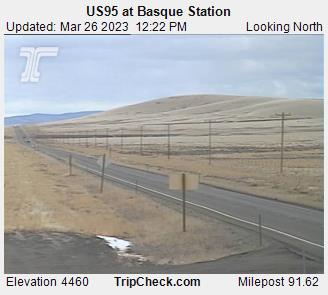 US95 at Basque Station
Updated: Mar 26 2023 12:22 PM Looking North
Elevation 4460 TripCheck.com Milepost 91.62